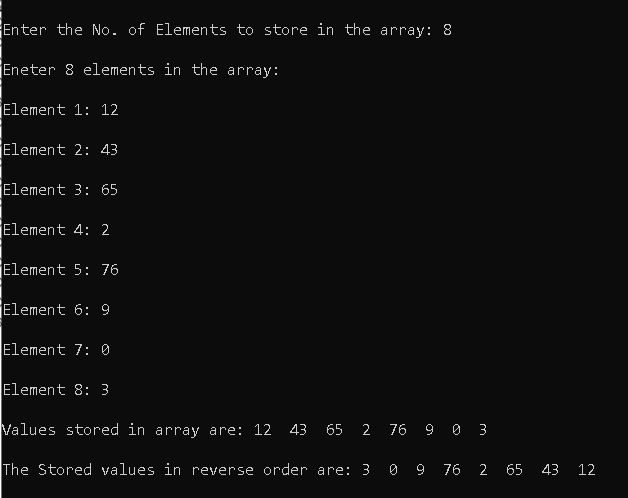 Enter the No. of Elements to store in the array: 8
Eneter 8 elements in the array:
Element 1: 12
Element 2: 43
Element 3: 65
Element 4: 2
Element 5: 76
Element 6: 9
Element 7: 0
Element 8: 3
Values stored in array are: 12  43  65  2  76  9  0  3
The Stored values in reverse order are: 3  0  9  76  2  65  43  12